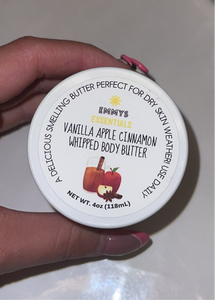 A DELICIOUS SMELLING BUTTER PERFECT FOR DRY SKIN WEATHER! USE DAILY
EMMYS
ESSENTIALS
VANILLA APPLE CINNAMON
WHIPPED BODY BUTTER
NET WT. 4oz (118mL)